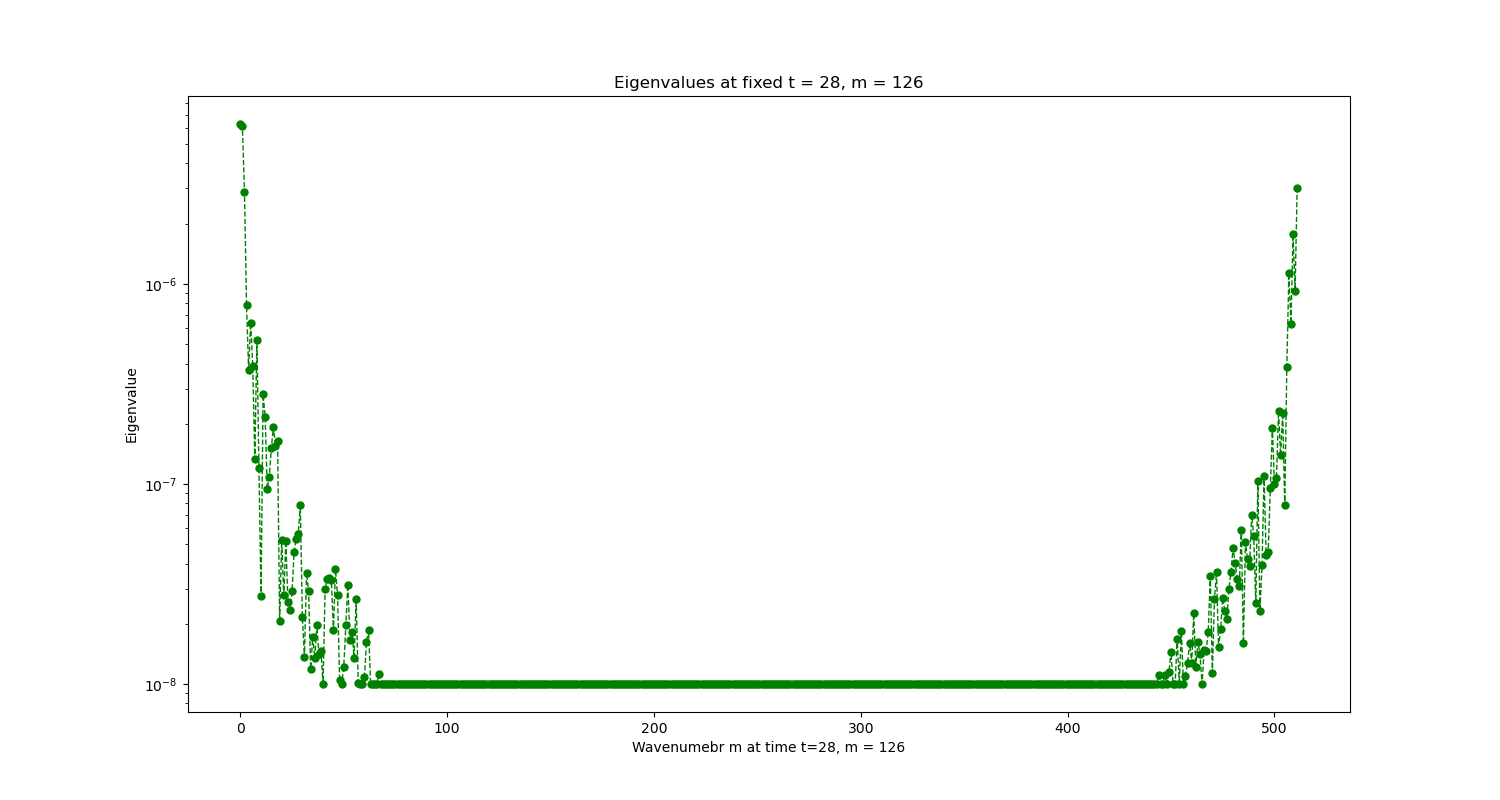 Eigenvalues at fixed t = 28, m = 126
Eigenvalue
10⁻⁶
10⁻⁷
10⁻⁸
0 100 200 300 400 500
Wavenumebr m at time t=28, m = 126